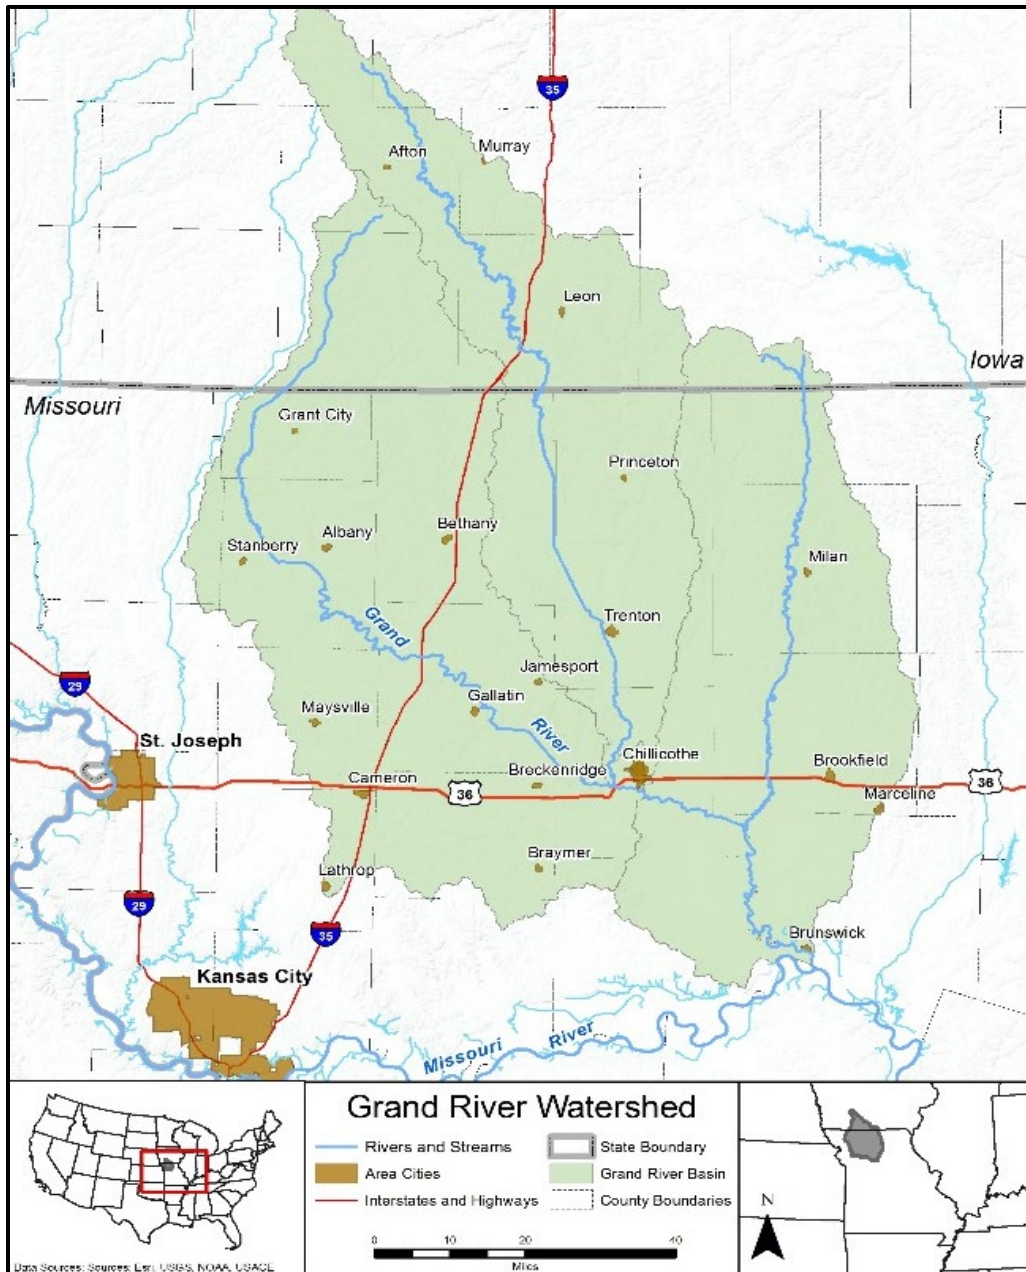 35
Murray
Afton
Leon
Iowa
Missouri
Grant City
Princeton
Bethany
Albany
Stanberry
Milan
Grand
Trenton
Jamesport
29
Gallatin
Maysville
River
St. Joseph
Chillicothe
Breckenridge
Brookfield
Cameron
36
36
Marceline
Braymer
Lathrop
29
35
Brunswick
Kansas City
Missouri River
Grand River Watershed
Rivers and Streams
State Boundary
Area Cities
Grand River Basin
Interstates and Highways
County Boundaries
N
0 10 20 40
Miles
Data Sources: Sources: Esri, USGS, NOAA, USACE